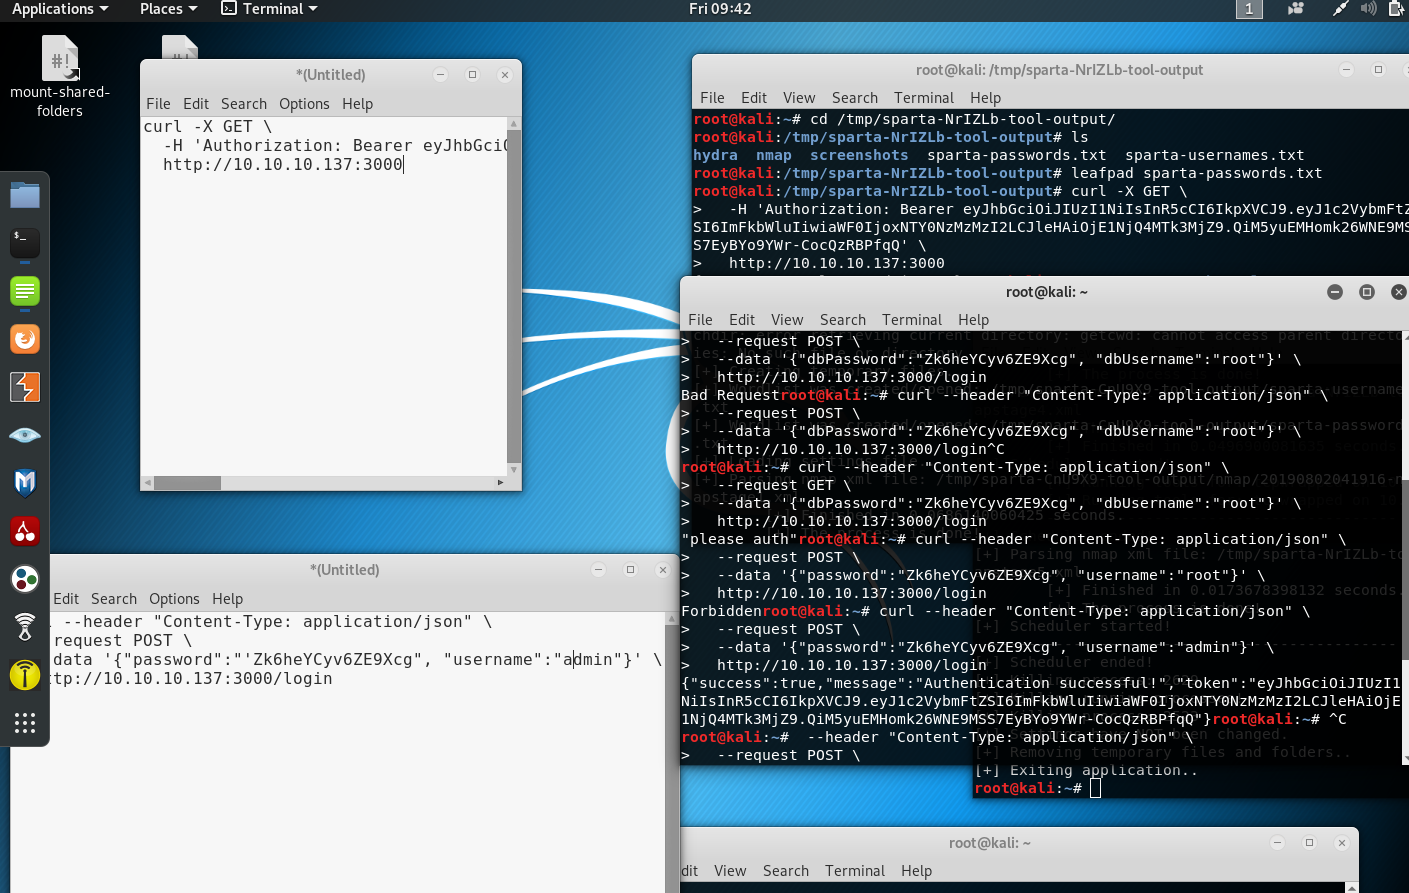 Applications
Places
Terminal
Fri 09:42
1
mount-shared-
folders
*(Untitled)
File Edit Search Options Help
curl -X GET \
-H 'Authorization: Bearer eyJhbGci
http://10.10.10.137:3000
root@kali: /tmp/sparta-NrIZLb-tool-output
File Edit View Search Terminal Help
root@kali:~# cd /tmp/sparta-NrIZLb-tool-output/
root@kali:/tmp/sparta-NrIZLb-tool-output# ls
hydra nmap screenshots sparta-passwords.txt sparta-usernames.txt
root@kali:/tmp/sparta-NrIZLb-tool-output# leafpad sparta-passwords.txt
root@kali:/tmp/sparta-NrIZLb-tool-output# curl -X GET \
> -H 'Authorization: Bearer eyJhbGciOiJIUzI1NiIsInR5cCI6IkpXVCJ9.eyJ1c2VybmFtZ
SI6ImFkbWluIiwiaWF0IjoxNTY0NzMzMzI2LCJleHAiOjE1NjQ4MTk3MjZ9.QiM5yuEMHomk26WNE9MS
S7EyBYo9YWr-CocQzRBPfqQ' \
> http://10.10.10.137:3000
root@kali: ~
File Edit View Search Terminal Help
> --request POST \
> --data '{"dbPassword":"Zk6heYCyv6ZE9Xcg", "dbUsername":"root"}' \
> http://10.10.10.137:3000/login
Bad Requestroot@kali:~# curl --header "Content-Type: application/json" \
> --request POST \
> --data '{"dbPassword":"Zk6heYCyv6ZE9Xcg", "dbUsername":"root"}' \
> http://10.10.10.137:3000/login^C
root@kali:~# curl --header "Content-Type: application/json" \
> --request GET \
> --data '{"dbPassword":"Zk6heYCyv6ZE9Xcg", "dbUsername":"root"}' \
> http://10.10.10.137:3000/login
"please auth"root@kali:~# curl --header "Content-Type: application/json" \
> --request POST \
> --data '{"password":"Zk6heYCyv6ZE9Xcg", "username":"root"}' \
> http://10.10.10.137:3000/login
Forbiddenroot@kali:~# curl --header "Content-Type: application/json" \
> --request POST \
> --data '{"password":"Zk6heYCyv6ZE9Xcg", "username":"admin"}' \
> http://10.10.10.137:3000/login
{"success":true,"message":"Authentication successful!","token":"eyJhbGciOiJIUzI1
NiIsInR5cCI6IkpXVCJ9.eyJ1c2VybmFtZSI6ImFkbWluIiwiaWF0IjoxNTY0NzMzMzI2LCJleHAiOjE
1NjQ4MTk3MjZ9.QiM5yuEMHomk26WNE9MSS7EyBYo9YWr-CocQzRBPfqQ"}root@kali:~# ^C
root@kali:~# --header "Content-Type: application/json" \
> --request POST \
[+] Exiting application..
root@kali:~#
*(Untitled)
Edit Search Options Help
--header "Content-Type: application/json" \
request POST \
data '{"password":"'Zk6heYCyv6ZE9Xcg", "username":"admin"}' \
ttp://10.10.10.137:3000/login
root@kali: ~
dit View Search Terminal Help